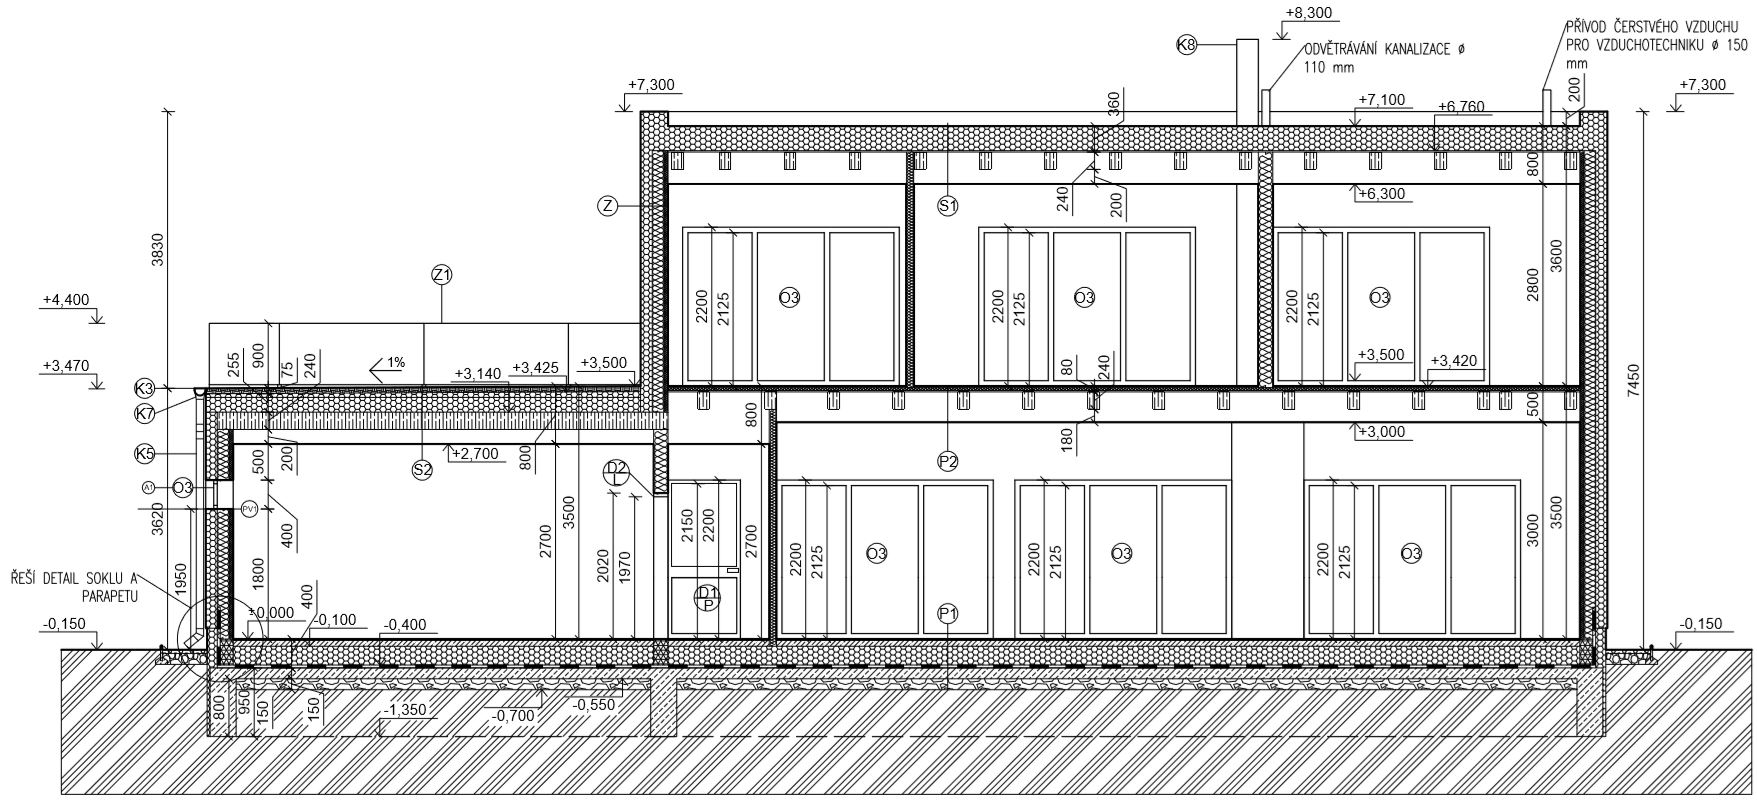 +8,300
K8
ODVĚTRÁVÁNÍ KANALIZACE ø
110 mm
PŘÍVOD ČERSTVÉHO VZDUCHU
PRO VZDUCHOTECHNIKU ø 150
mm
200
+7,300
360
+7,100
+6,760
+7,300
3830
Z
240
200
S1
800
+6,300
3600
2800
2200
2125
O3
2200
2125
O3
2200
2125
O3
Z1
+4,400
+3,470
255
900
75
240
1%
+3,140
+3,425
+3,500
80
240
+3,500
+3,420
7450
K3
K7
K5
A1
O3
3620
PV1
500
200
400
S2
+2,700
800
800
180
500
+3,000
P2
D2
L
2700
3500
2020
1970
2150
2200
2700
D1
P
2200
2125
O3
2200
2125
O3
2200
2125
O3
3000
3500
1950
1800
400
ŘEŠÍ DETAIL SOKLU A
PARAPETU
±0,000
-0,100
-0,400
P1
-0,150
-0,150
800
950
150
150
-1,350
-0,700
-0,550